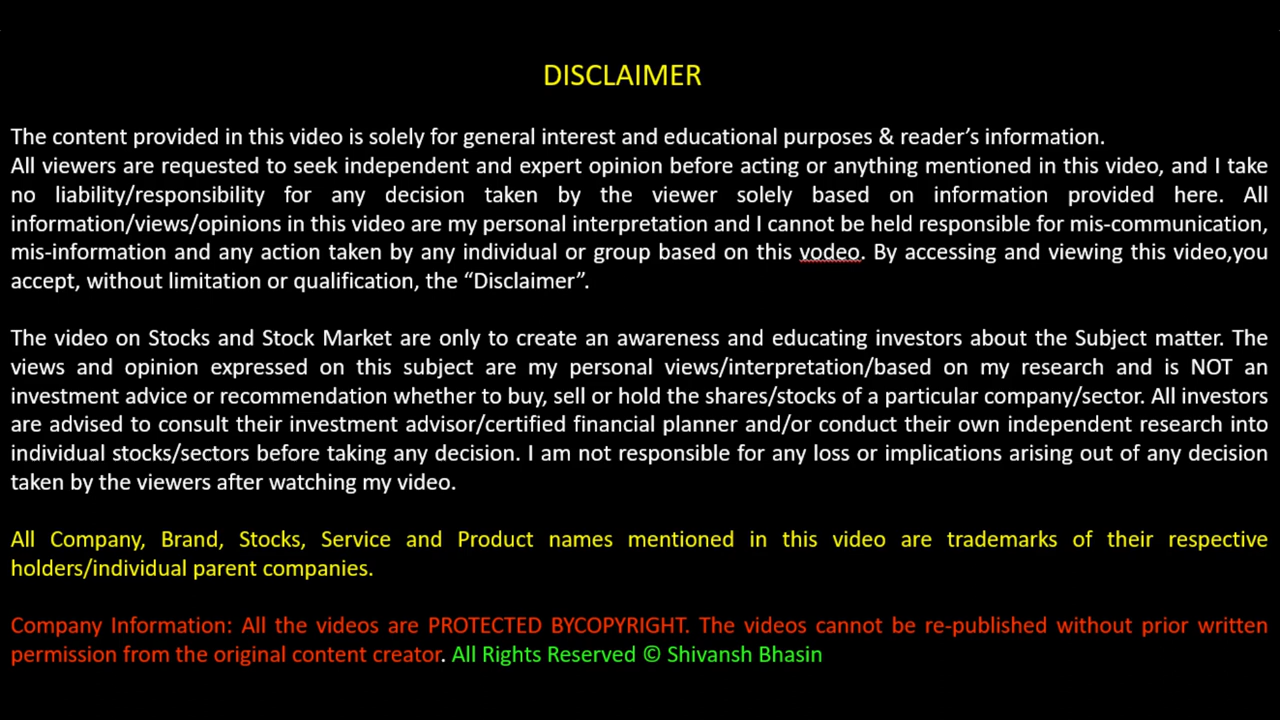 DISCLAIMER
The content provided in this video is solely for general interest and educational purposes & reader’s information.
All viewers are requested to seek independent and expert opinion before acting or anything mentioned in this video, and I take
no liability/responsibility for any decision taken by the viewer solely based on information provided here. All
information/views/opinions in this video are my personal interpretation and I cannot be held responsible for mis-communication,
mis-information and any action taken by any individual or group based on this vodeo. By accessing and viewing this video,you
accept, without limitation or qualification, the “Disclaimer”.
The video on Stocks and Stock Market are only to create an awareness and educating investors about the Subject matter. The
views and opinion expressed on this subject are my personal views/interpretation/based on my research and is NOT an
investment advice or recommendation whether to buy, sell or hold the shares/stocks of a particular company/sector. All investors
are advised to consult their investment advisor/certified financial planner and/or conduct their own independent research into
individual stocks/sectors before taking any decision. I am not responsible for any loss or implications arising out of any decision
taken by the viewers after watching my video.
All Company, Brand, Stocks, Service and Product names mentioned in this video are trademarks of their respective
holders/individual parent companies.
Company Information: All the videos are PROTECTED BYCOPYRIGHT. The videos cannot be re-published without prior written
permission from the original content creator. All Rights Reserved © Shivansh Bhasin